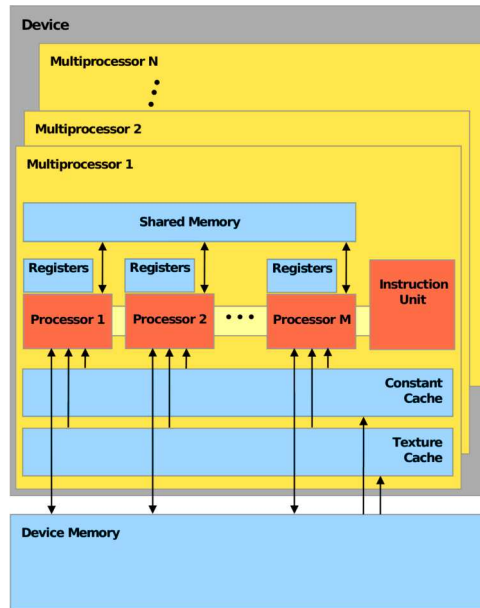 Device
Multiprocessor N
Multiprocessor 2
Multiprocessor 1
Shared Memory
Registers
Registers
Registers
Instruction
Unit
Processor 1
Processor 2
Processor M
Constant
Cache
Texture
Cache
Device Memory